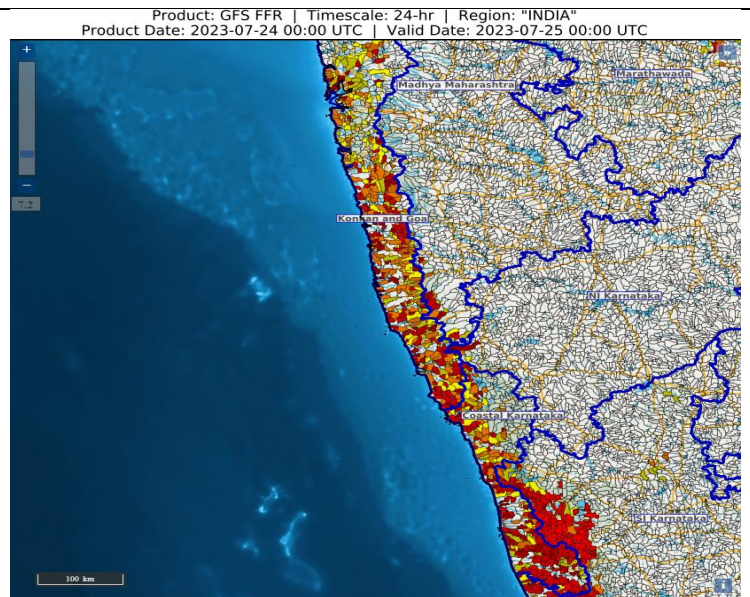 Product: GFS FFR | Timescale: 24-hr | Region: "INDIA"
Product Date: 2023-07-24 00:00 UTC | Valid Date: 2023-07-25 00:00 UTC
+
Marathawada
Madhya Maharashtra
−
7.2
Konkan and Goa
NI Karnataka
Coastal Karnataka
SI Karnataka
100 km